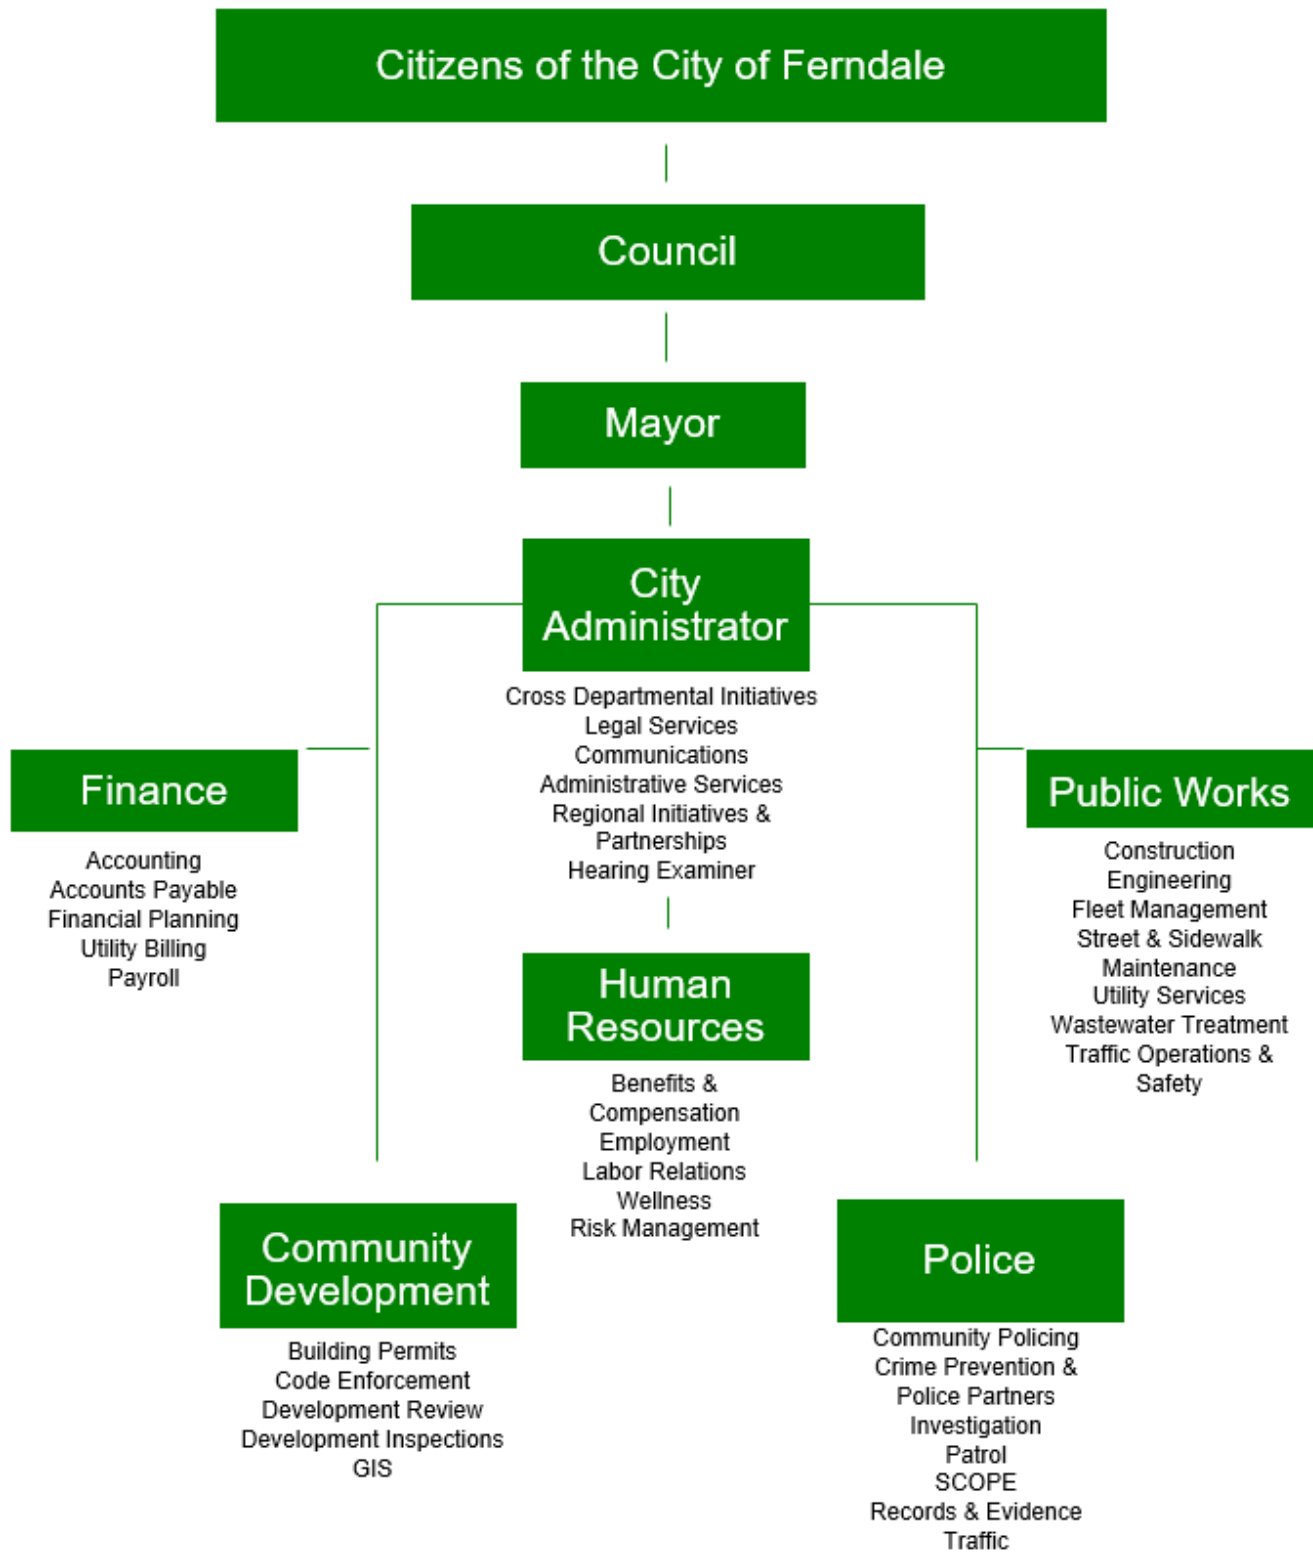 Citizens of the City of Ferndale
Council
Mayor
City
Administrator
Cross Departmental Initiatives
Legal Services
Communications
Administrative Services
Regional Initiatives &
Partnerships
Hearing Examiner
Finance
Accounting
Accounts Payable
Financial Planning
Utility Billing
Payroll
Public Works
Construction
Engineering
Fleet Management
Street & Sidewalk
Maintenance
Utility Services
Wastewater Treatment
Traffic Operations &
Safety
Human
Resources
Benefits &
Compensation
Employment
Labor Relations
Wellness
Risk Management
Community
Development
Building Permits
Code Enforcement
Development Review
Development Inspections
GIS
Police
Community Policing
Crime Prevention &
Police Partners
Investigation
Patrol
SCOPE
Records & Evidence
Traffic